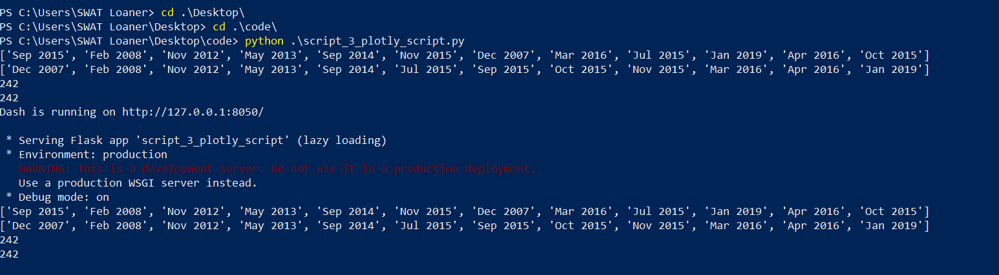 PS C:\Users\SWAT Loaner> cd .\Desktop\
PS C:\Users\SWAT Loaner\Desktop> cd .\code\
PS C:\Users\SWAT Loaner\Desktop\code> python .\script_3_plotly_script.py
['Sep 2015', 'Feb 2008', 'Nov 2012', 'May 2013', 'Sep 2014', 'Nov 2015', 'Dec 2007', 'Mar 2016', 'Jul 2015', 'Jan 2019', 'Apr 2016', 'Oct 2015']
['Dec 2007', 'Feb 2008', 'Nov 2012', 'May 2013', 'Sep 2014', 'Jul 2015', 'Sep 2015', 'Oct 2015', 'Nov 2015', 'Mar 2016', 'Apr 2016', 'Jan 2019']
242
242
Dash is running on http://127.0.0.1:8050/
 * Serving Flask app 'script_3_plotly_script' (lazy loading)
 * Environment: production
   WARNING: This is a development server. Do not use it in a production deployment.
   Use a production WSGI server instead.
 * Debug mode: on
['Sep 2015', 'Feb 2008', 'Nov 2012', 'May 2013', 'Sep 2014', 'Nov 2015', 'Dec 2007', 'Mar 2016', 'Jul 2015', 'Jan 2019', 'Apr 2016', 'Oct 2015']
['Dec 2007', 'Feb 2008', 'Nov 2012', 'May 2013', 'Sep 2014', 'Jul 2015', 'Sep 2015', 'Oct 2015', 'Nov 2015', 'Mar 2016', 'Apr 2016', 'Jan 2019']
242
242